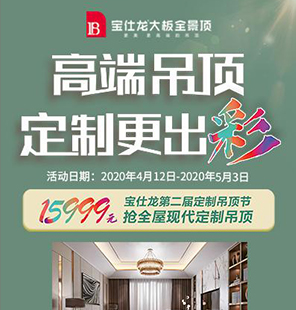 宝仕龙大板全景顶
高端吊顶
定制更出彩
活动日期：2020年4月12日-2020年5月3日
15999元
宝仕龙第二届定制吊顶节
抢全屋现代定制吊顶